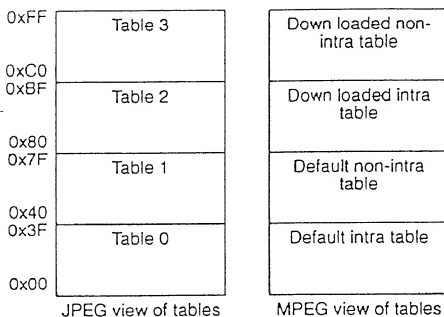 0xFF
Table 3
0xC0
0xBF
Table 2
0x80
0x7F
Table 1
0x40
0x3F
Table 0
0x00
JPEG view of tables
Down loaded non-
intra table
Down loaded intra
table
Default non-intra
table
Default intra table
MPEG view of tables